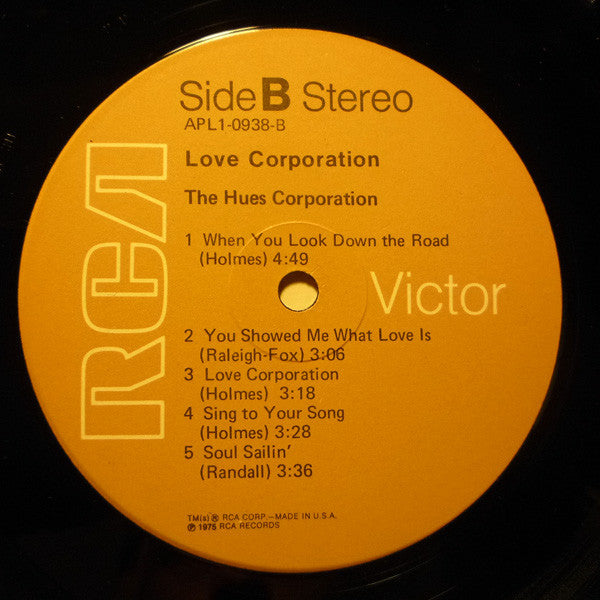 Side B Stereo
APL1-0938-B
Love Corporation
The Hues Corporation
RCA
Victor
1 When You Look Down the Road
(Holmes) 4:49
2 You Showed Me What Love Is
(Raleigh-Fox) 3:06
3 Love Corporation
(Holmes) 3:18
4 Sing to Your Song
(Holmes) 3:28
5 Soul Sailin'
(Randall) 3:36
TM(s) ® RCA CORP.—MADE IN U.S.A.
℗ 1975 RCA RECORDS